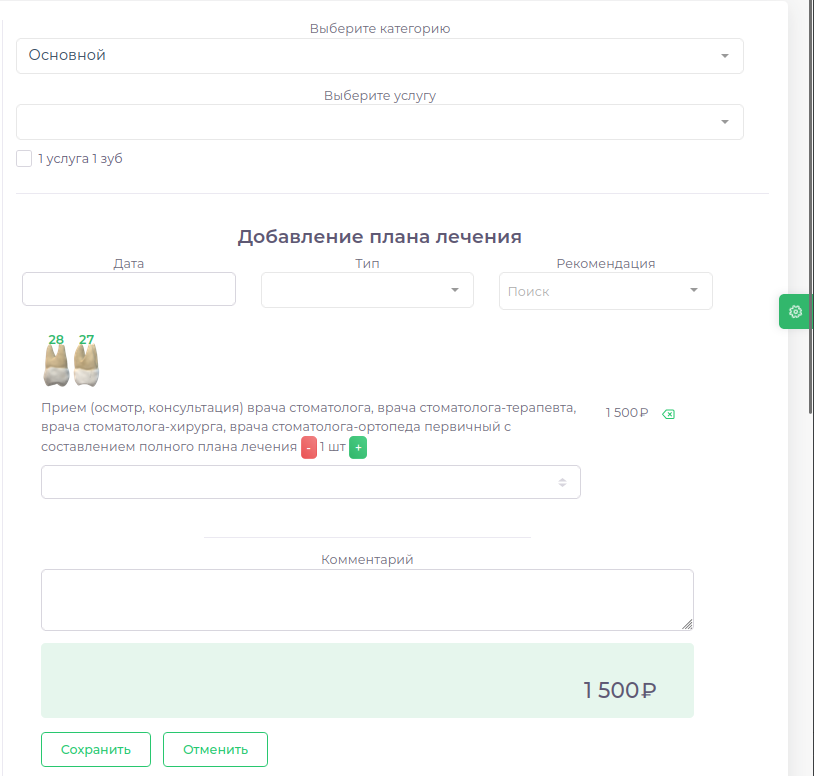 Выберите категорию
Основной
Выберите услугу
1 услуга 1 зуб
Добавление плана лечения
Дата Тип Рекомендация
Поиск
28 27
Прием (осмотр, консультация) врача стоматолога, врача стоматолога-терапевта, 1 500₽
врача стоматолога-хирурга, врача стоматолога-ортопеда первичный с
составлением полного плана лечения - 1 шт +
Комментарий
1 500₽
Сохранить Отменить